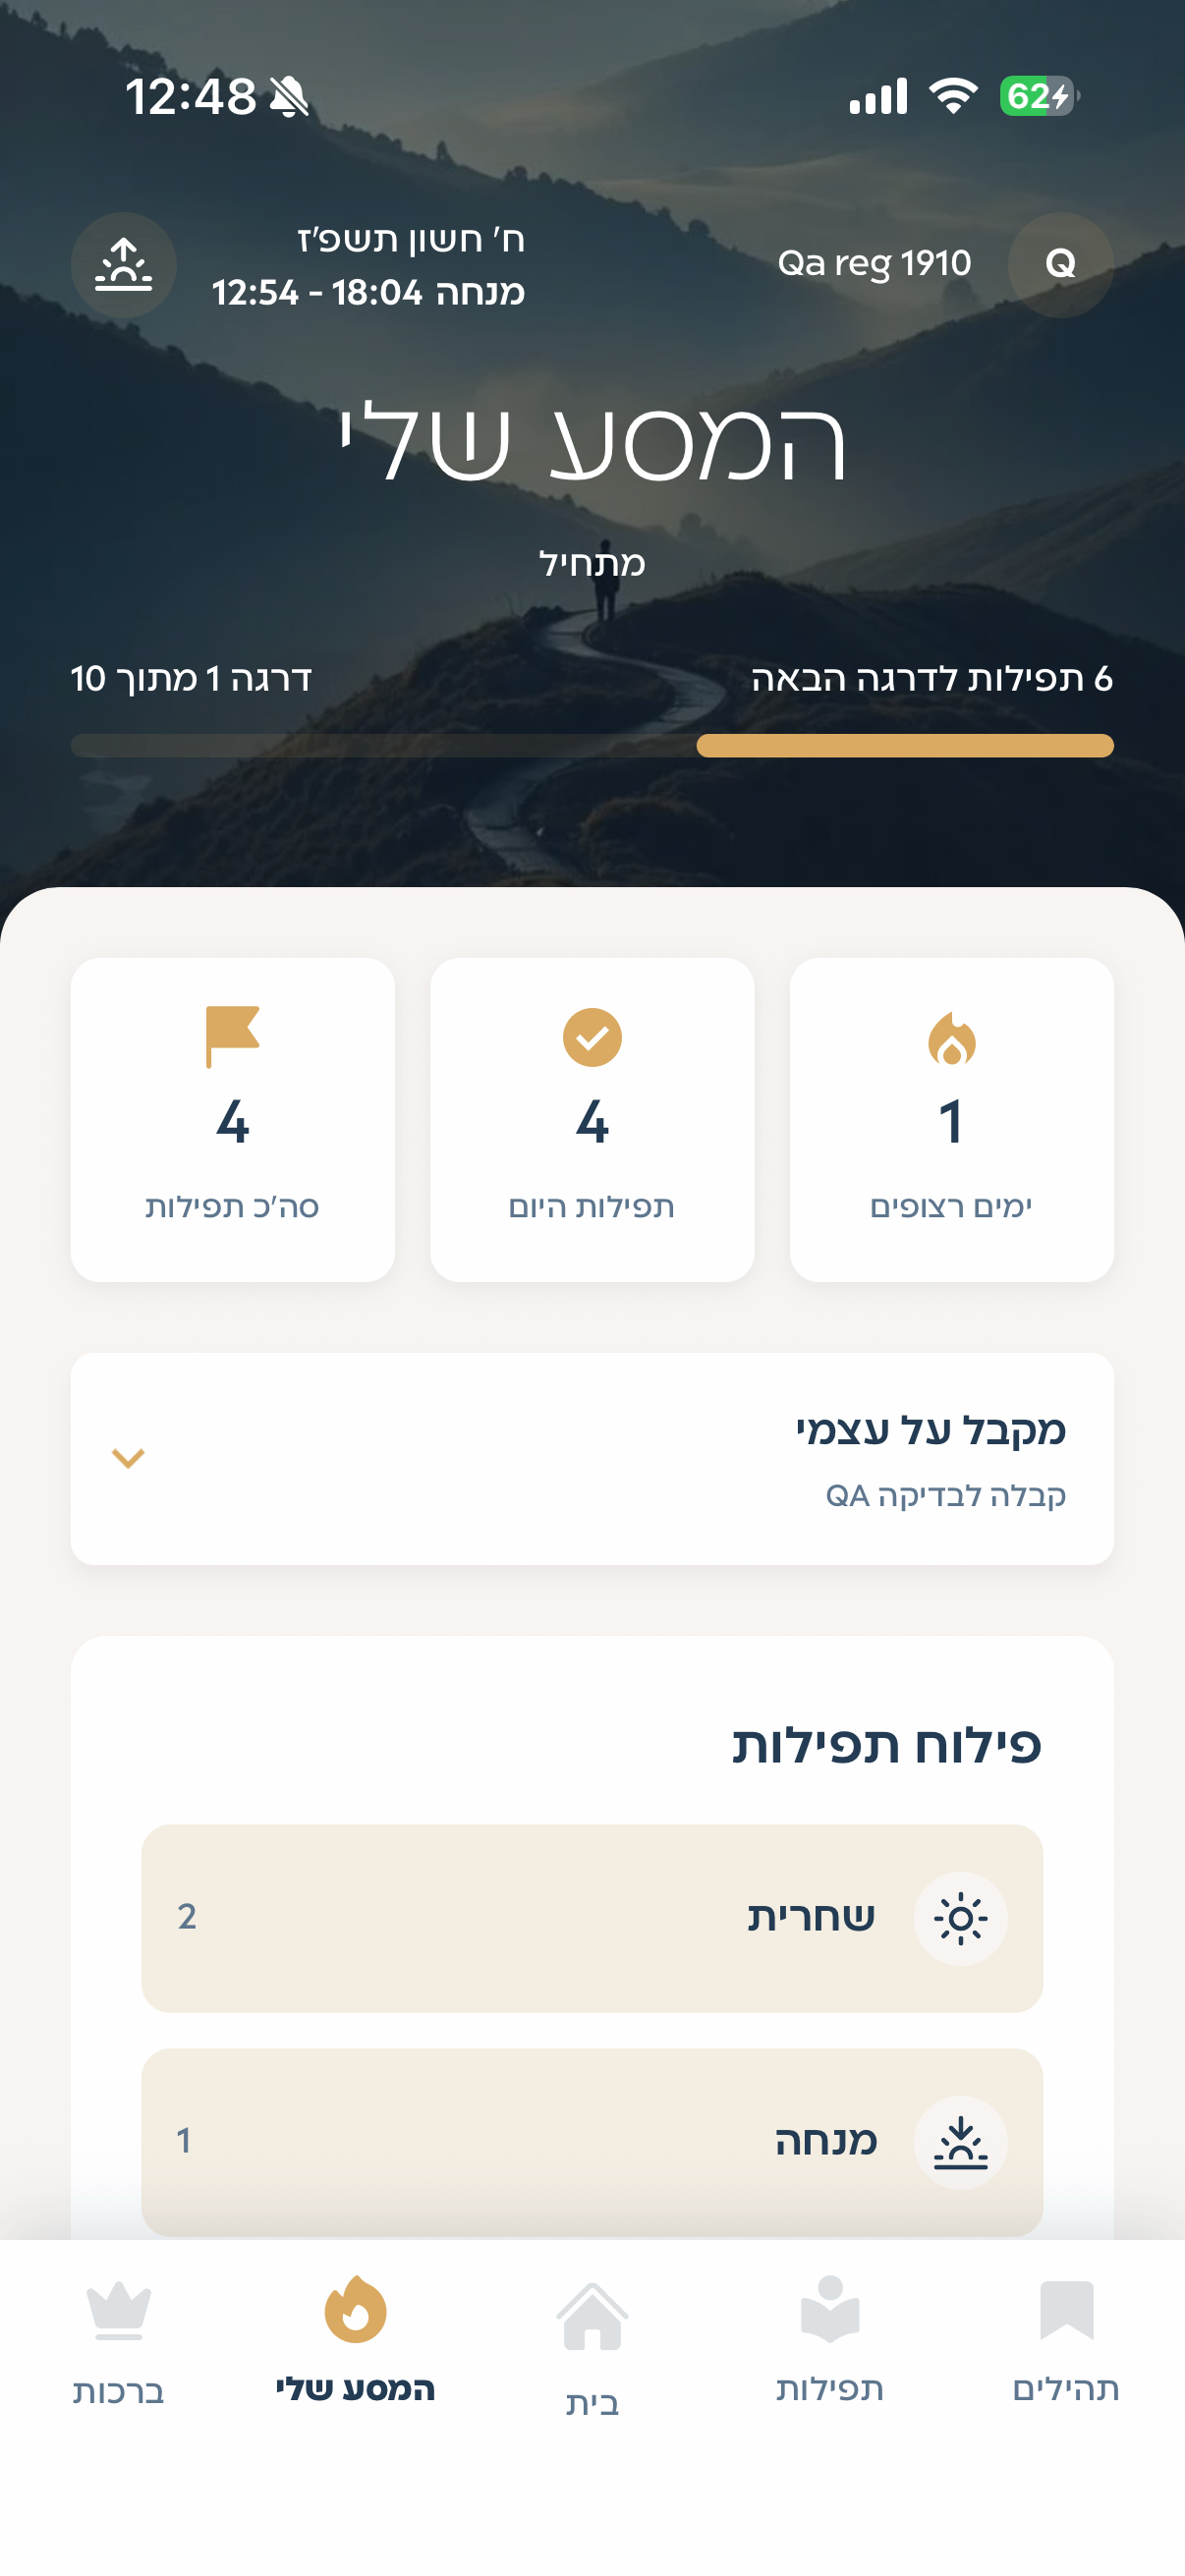 12:48
62
Q
Qa reg 1910
ח' חשון תשפ'ז
מנחה 18:04 - 12:54
המסע שלי
מתחיל
6 תפילות לדרגה הבאה
דרגה 1 מתוך 10
1
ימים רצופים
4
תפילות היום
4
סה'כ תפילות
מקבל על עצמי
קבלה לבדיקה QA
פילוח תפילות
שחרית
2
מנחה
1
תהילים
תפילות
בית
המסע שלי
ברכות